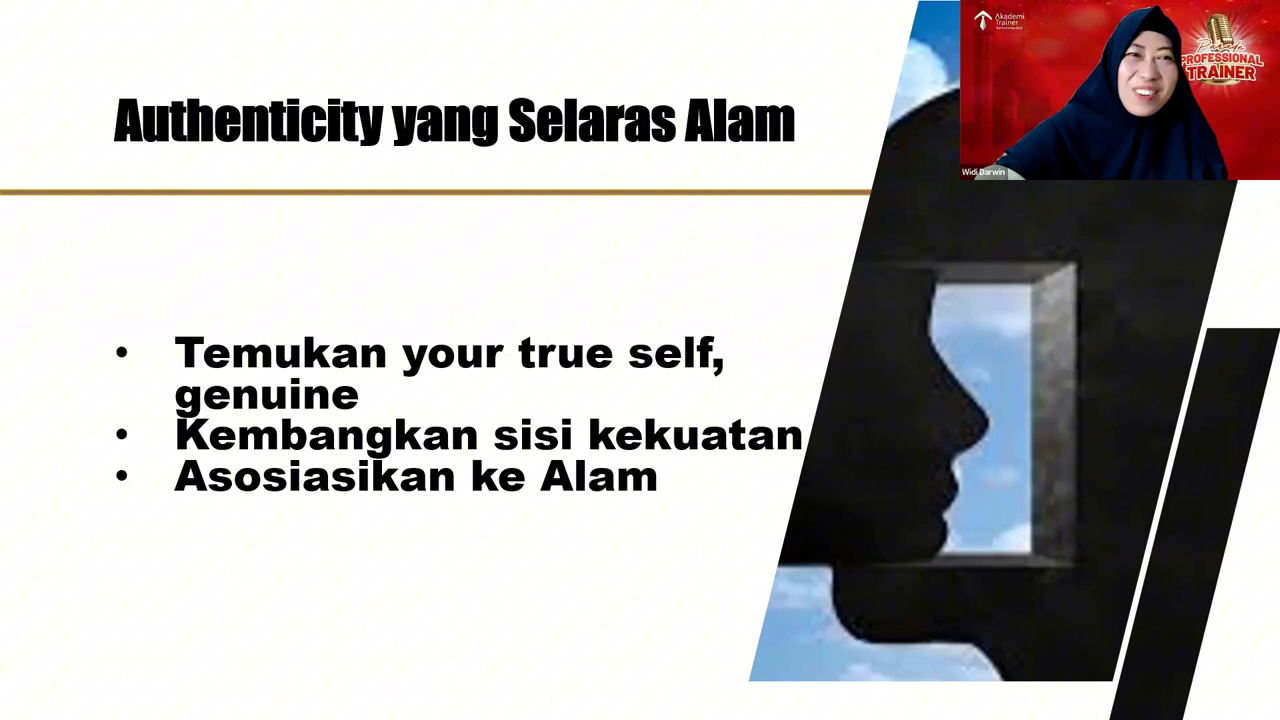 Authenticity yang Selaras Alam
• Temukan your true self,
genuine
• Kembangkan sisi kekuatan
• Asosiasikan ke Alam
Akademi
Trainer
Parade
PROFESSIONAL
TRAINER
Widi Darwin